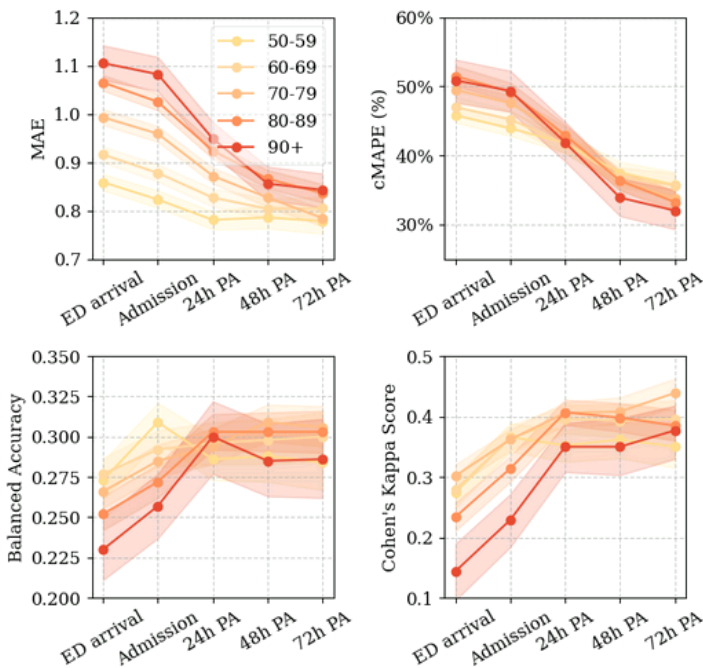 MAE
1.2
1.1
1.0
0.9
0.8
0.7
50-59
60-69
70-79
80-89
90+
ED arrival
Admission
24h PA
48h PA
72h PA
cMAPE (%)
60%
50%
40%
30%
ED arrival
Admission
24h PA
48h PA
72h PA
Balanced Accuracy
0.350
0.325
0.300
0.275
0.250
0.225
0.200
ED arrival
Admission
24h PA
48h PA
72h PA
Cohen's Kappa Score
0.5
0.4
0.3
0.2
0.1
ED arrival
Admission
24h PA
48h PA
72h PA